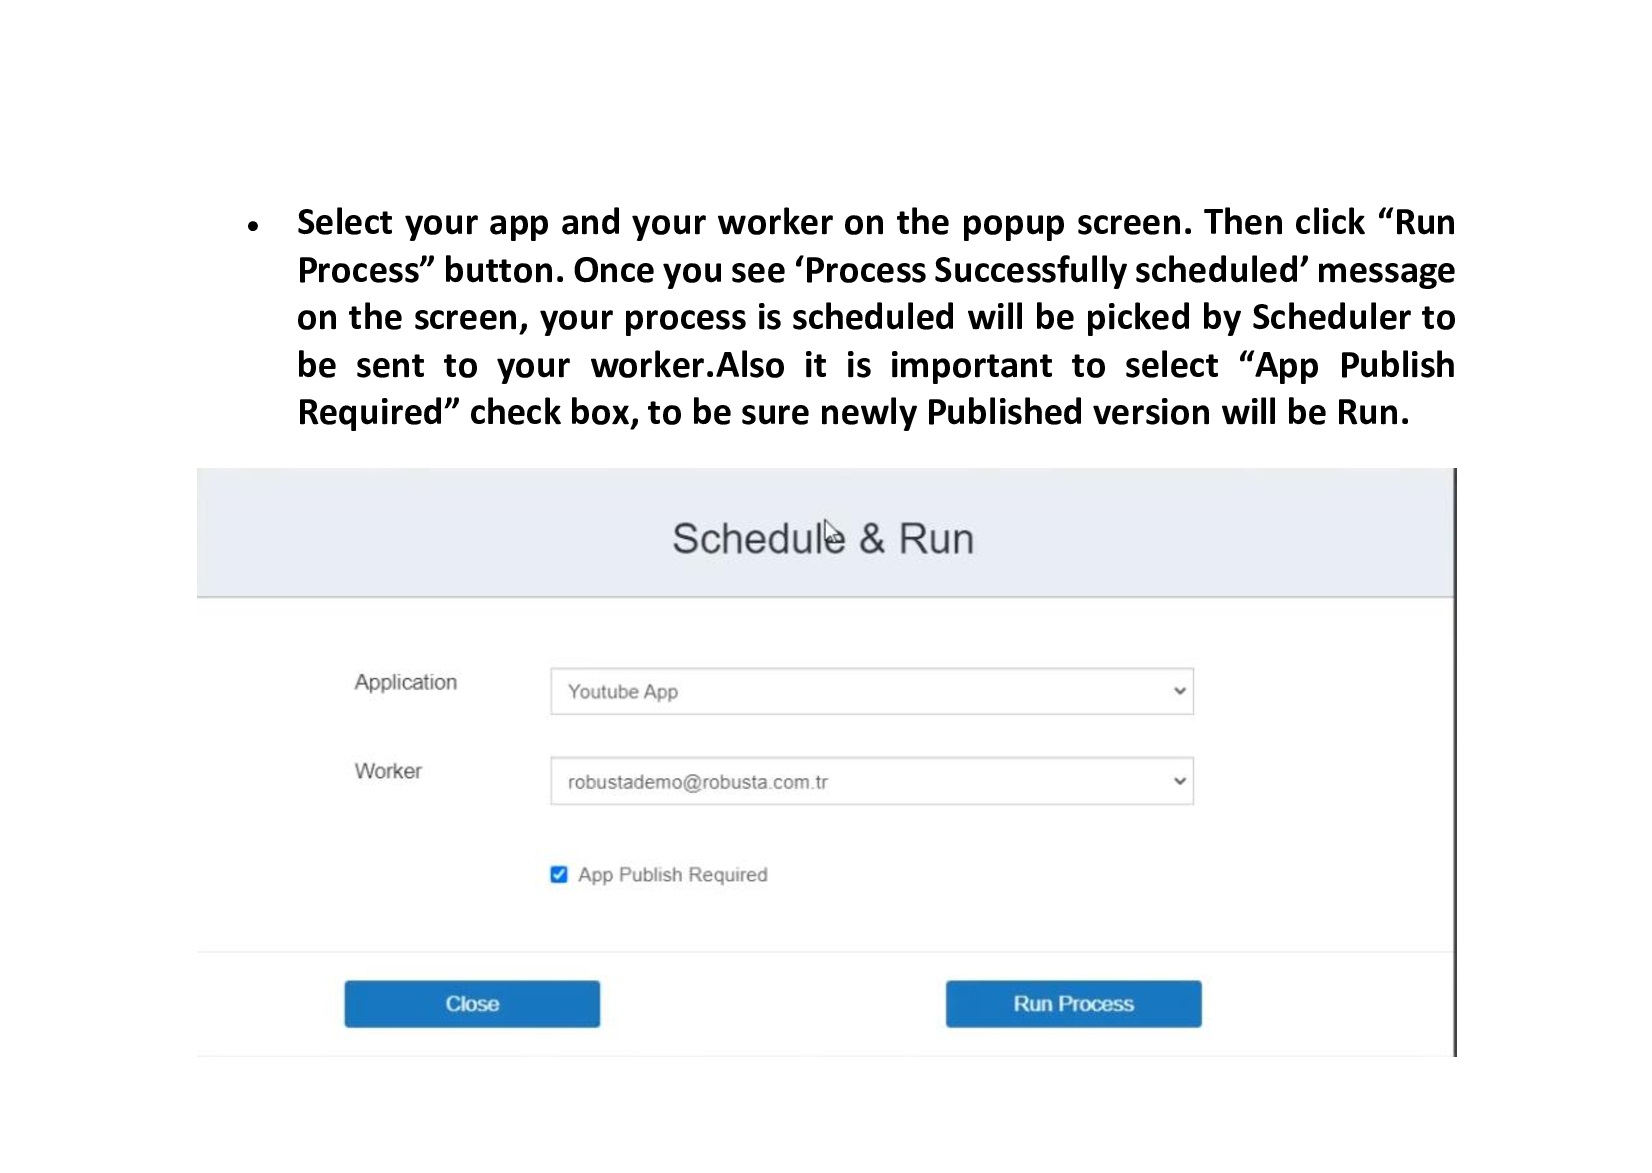 • Select your app and your worker on the popup screen. Then click “Run
Process” button. Once you see ‘Process Successfully scheduled’ message
on the screen, your process is scheduled will be picked by Scheduler to
be sent to your worker.Also it is important to select “App Publish
Required” check box, to be sure newly Published version will be Run.
Schedule & Run
Application
Youtube App
Worker
robustademo@robusta.com.tr
App Publish Required
Close
Run Process